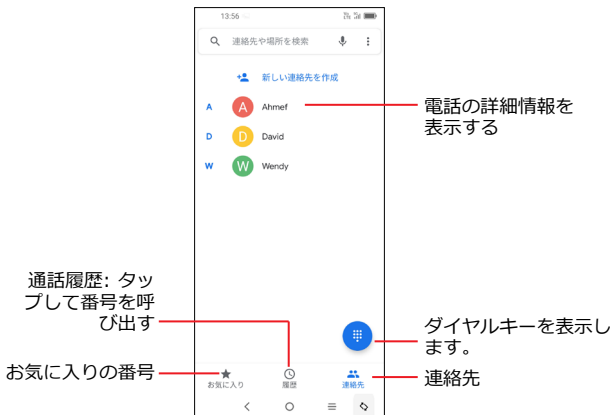 13:56
連絡先や場所を検索
新しい連絡先を作成
A
A
Ahmef
D
D
David
W
W
Wendy
電話の詳細情報を
表示する
通話履歴: タッ
プして番号を呼
び出す
ダイヤルキーを表示し
ます。
お気に入りの番号
お気に入り
履歴
連絡先
連絡先